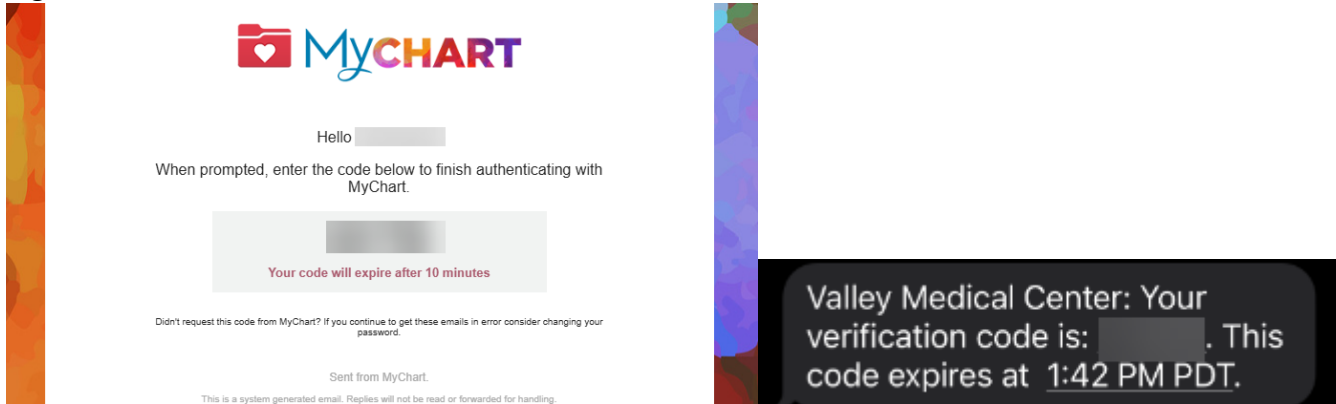 MyCHART
Hello
When prompted, enter the code below to finish authenticating with
MyChart.
Your code will expire after 10 minutes
Didn't request this code from MyChart? If you continue to get these emails in error consider changing your
password.
Sent from MyChart.
This is a system generated email. Replies will not be read or forwarded for handling.
Valley Medical Center: Your
verification code is: . This
code expires at 1:42 PM PDT.